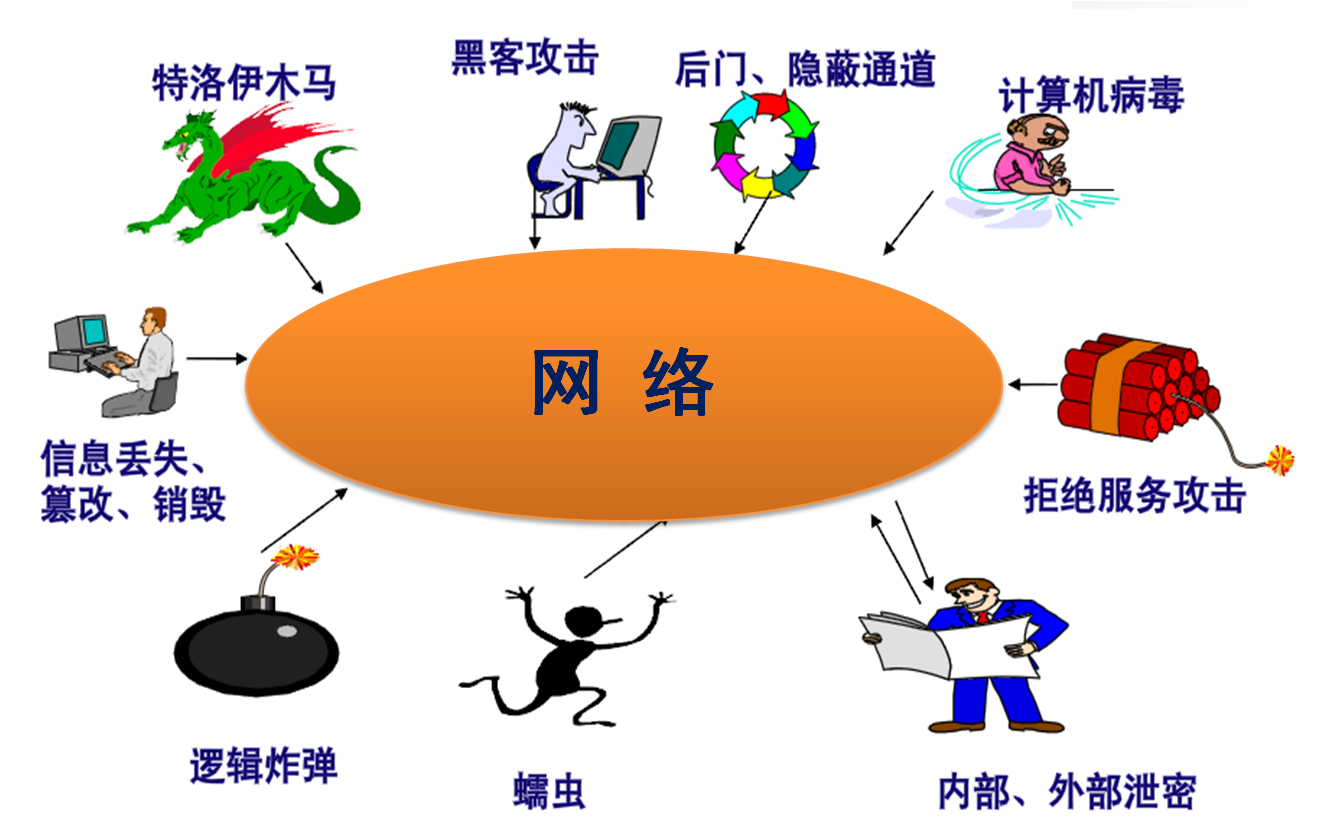 特洛伊木马
黑客攻击
后门、隐蔽通道
计算机病毒
网 络
信息丢失、
篡改、销毁
拒绝服务攻击
逻辑炸弹
蠕虫
内部、外部泄密